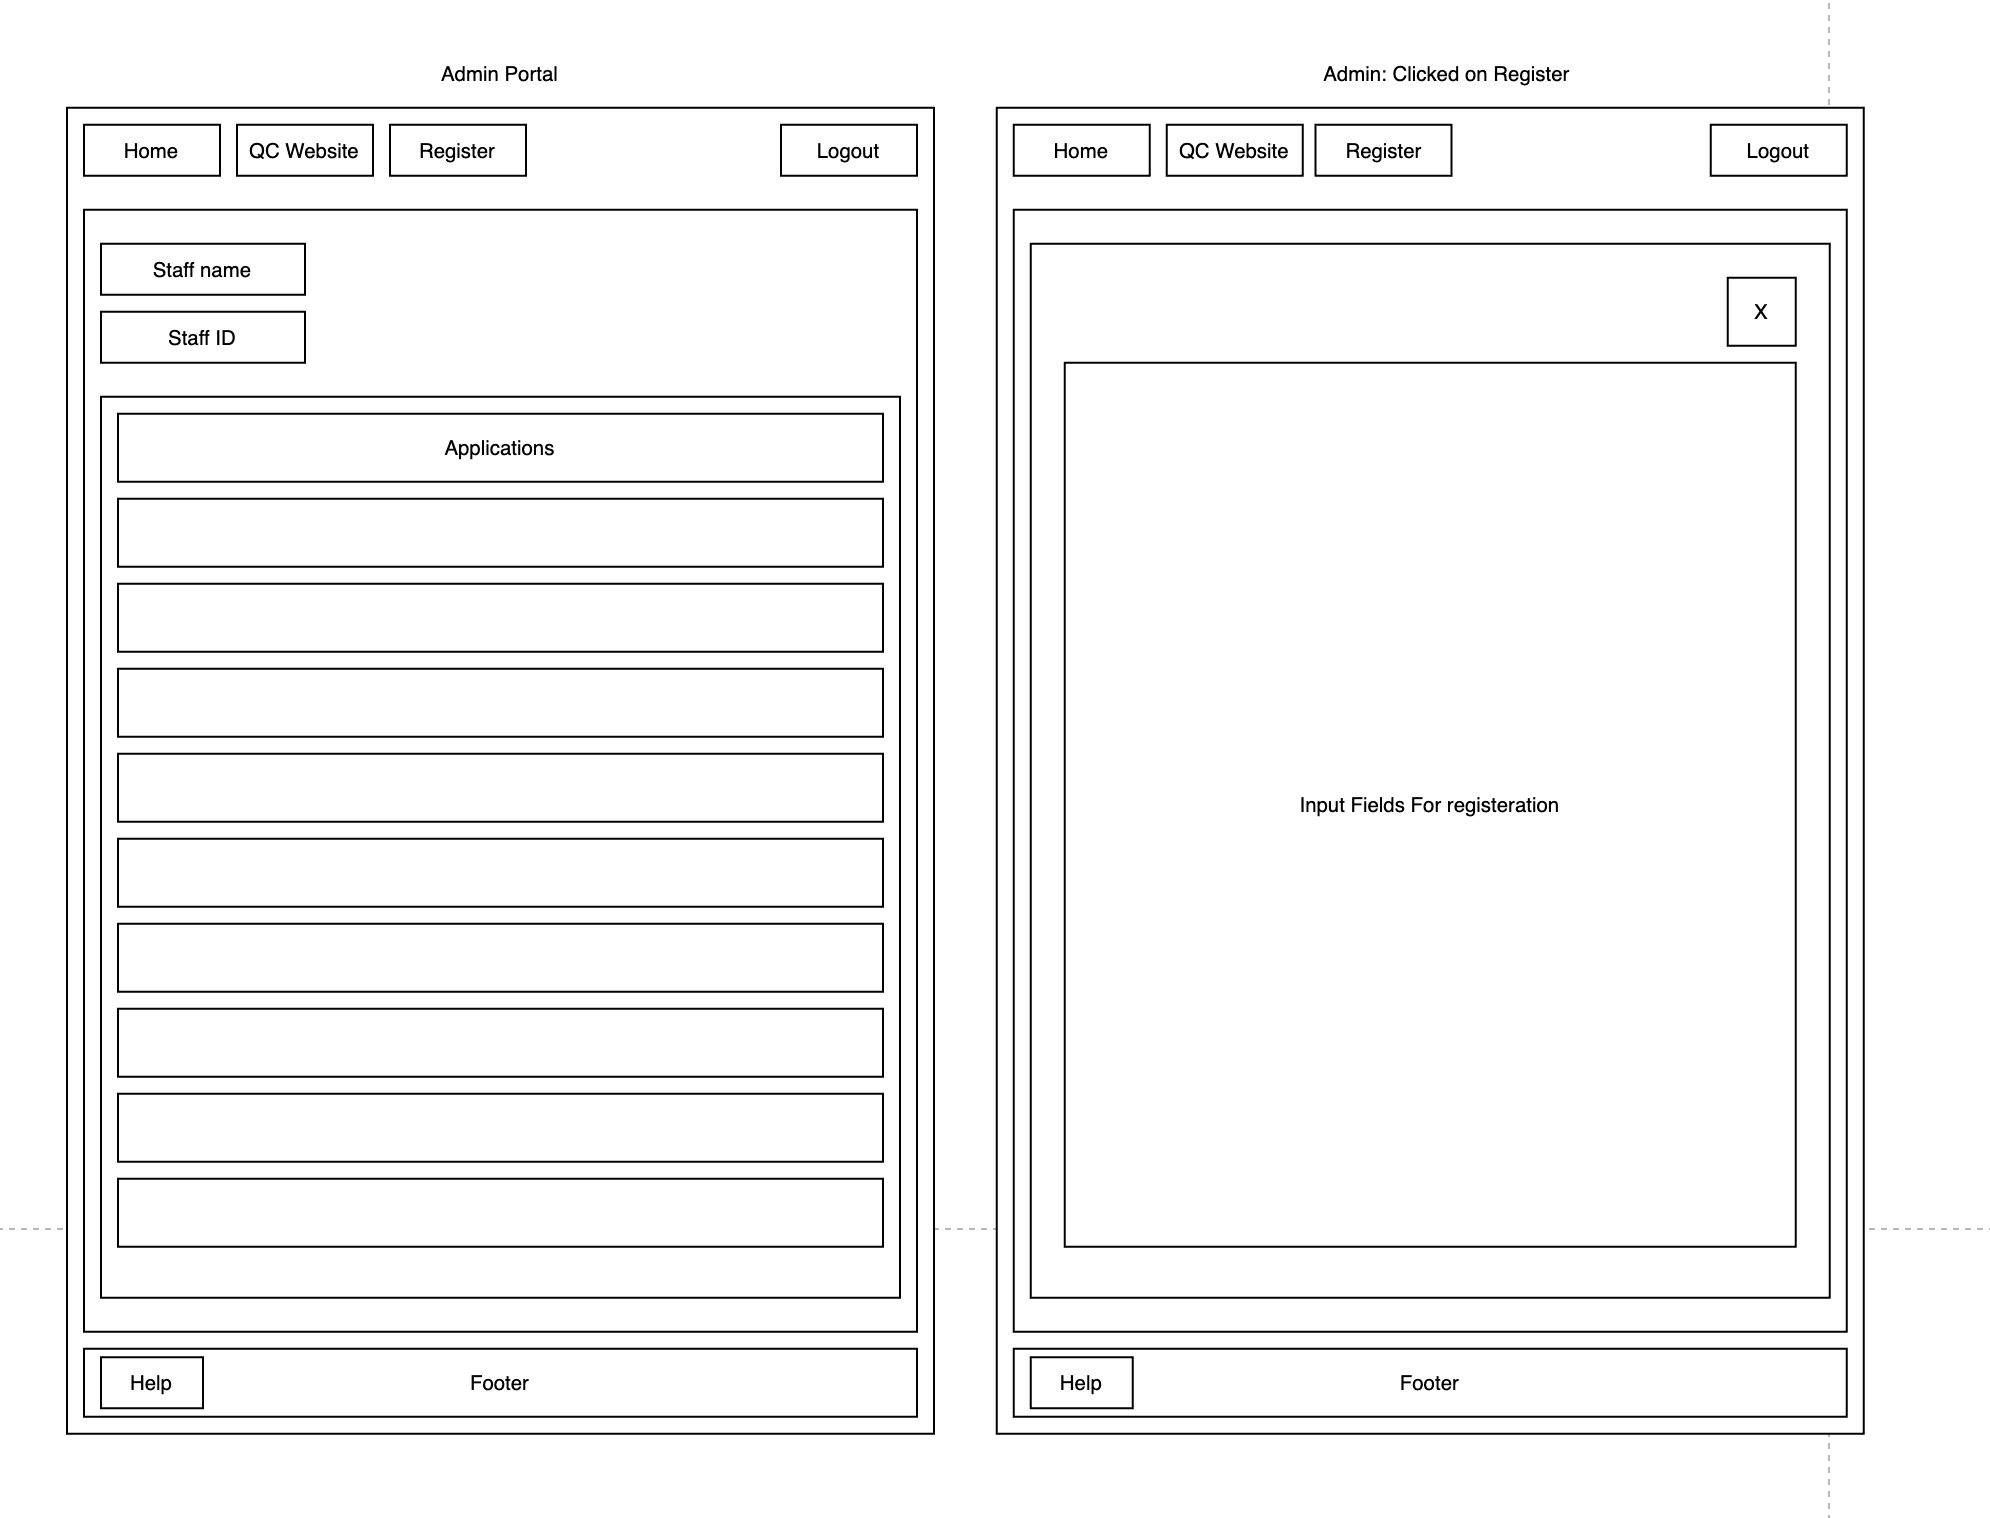 Admin Portal
Home
QC Website
Register
Logout
Staff name
Staff ID
Applications
Help
Footer
Admin: Clicked on Register
Home
QC Website
Register
Logout
X
Input Fields For registeration
Help
Footer